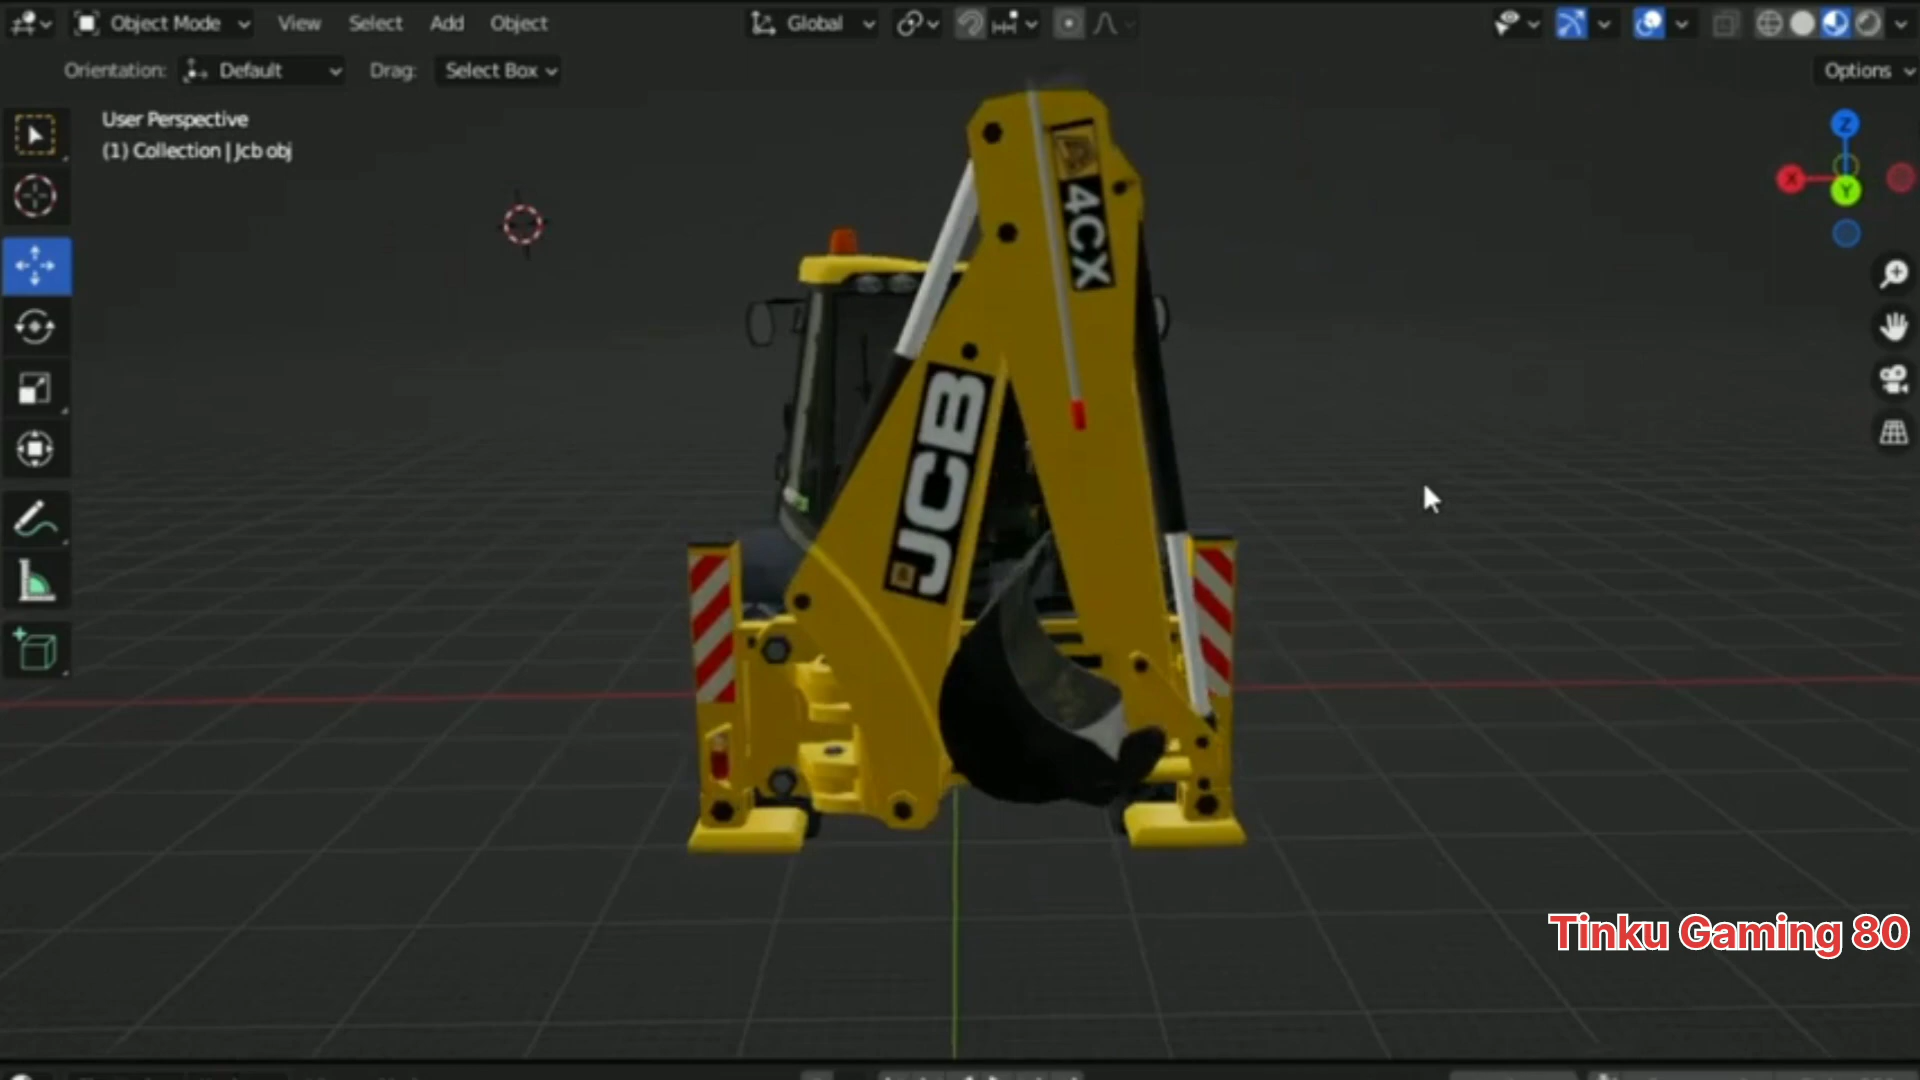 Object Mode View Select Add Object Global
Orientation: Default Drag: Select Box Options
User Perspective
(1) Collection | Jcb obj
Z
X
Y
4CX
JCB
Tinku Gaming 80